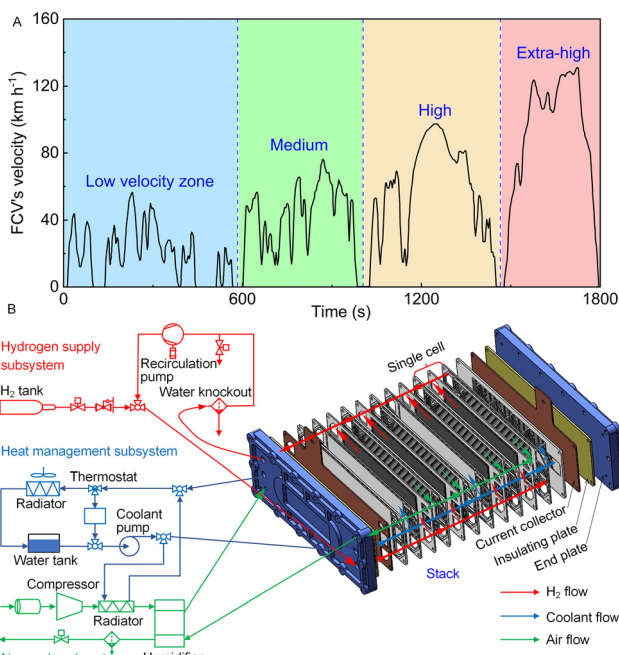 A
160
120
80
40
0
FCV's velocity (km h⁻¹)
Low velocity zone
Medium
High
Extra-high
0
600
1200
1800
Time (s)
B
Hydrogen supply
subsystem
H₂ tank
Recirculation
pump
Water knockout
Heat management subsystem
Thermostat
Radiator
Coolant
pump
Water tank
Compressor
Radiator
Single cell
Current collector
Insulating plate
End plate
Stack
H₂ flow
Coolant flow
Air flow